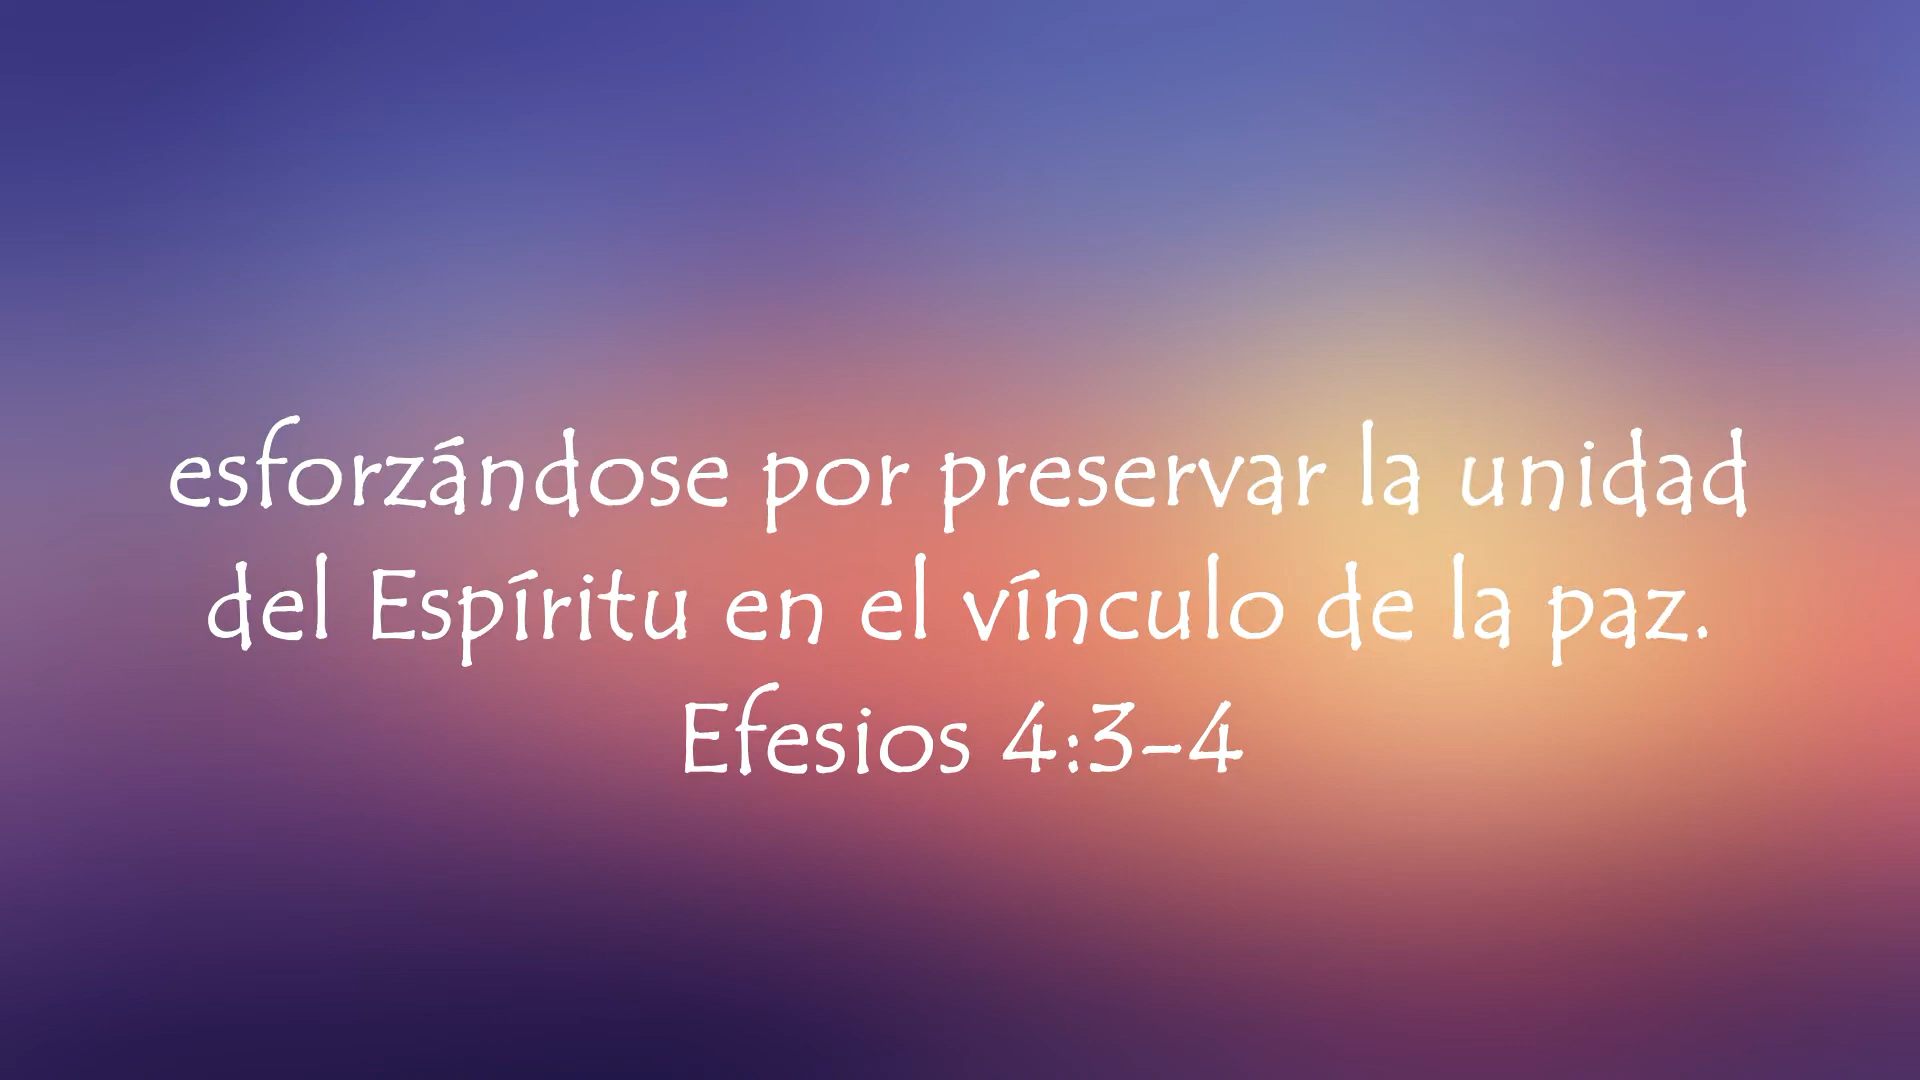 esforzándose por preservar la unidad
del Espíritu en el vínculo de la paz.
Efesios 4:3-4